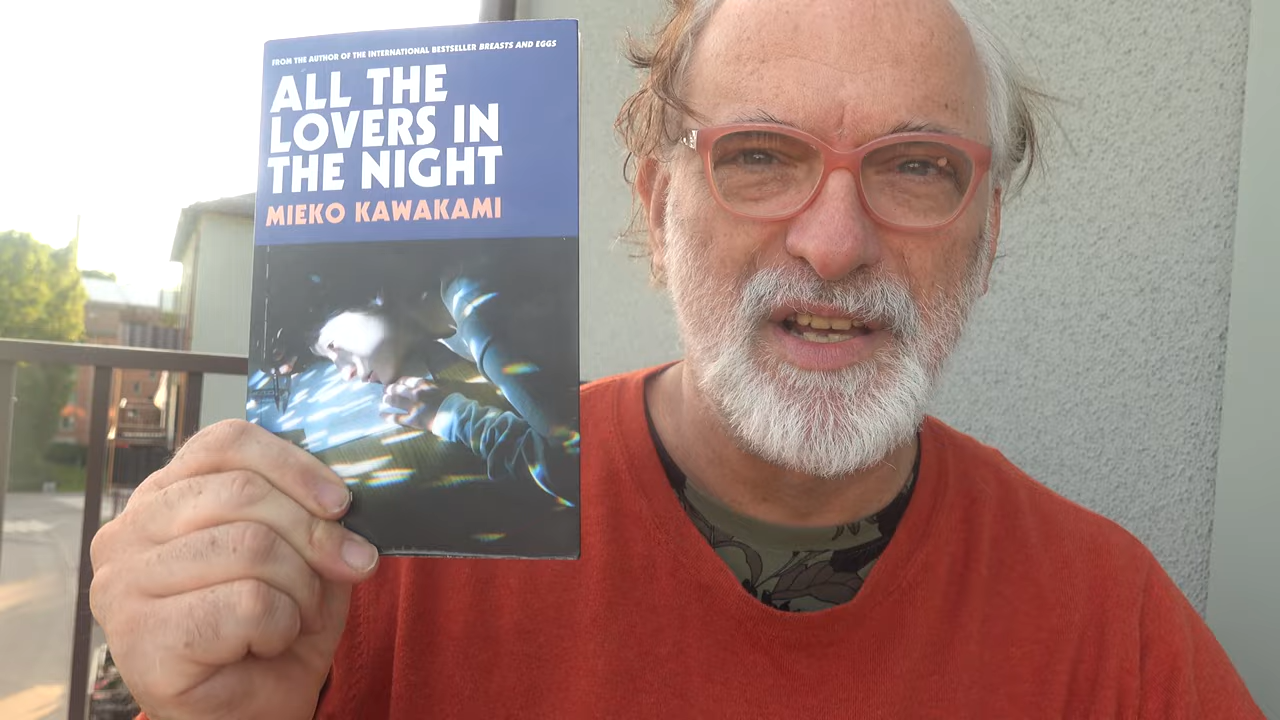 FROM THE AUTHOR OF THE INTERNATIONAL BESTSELLER BREASTS AND EGGS
ALL THE
LOVERS IN
THE NIGHT
MIEKO KAWAKAMI